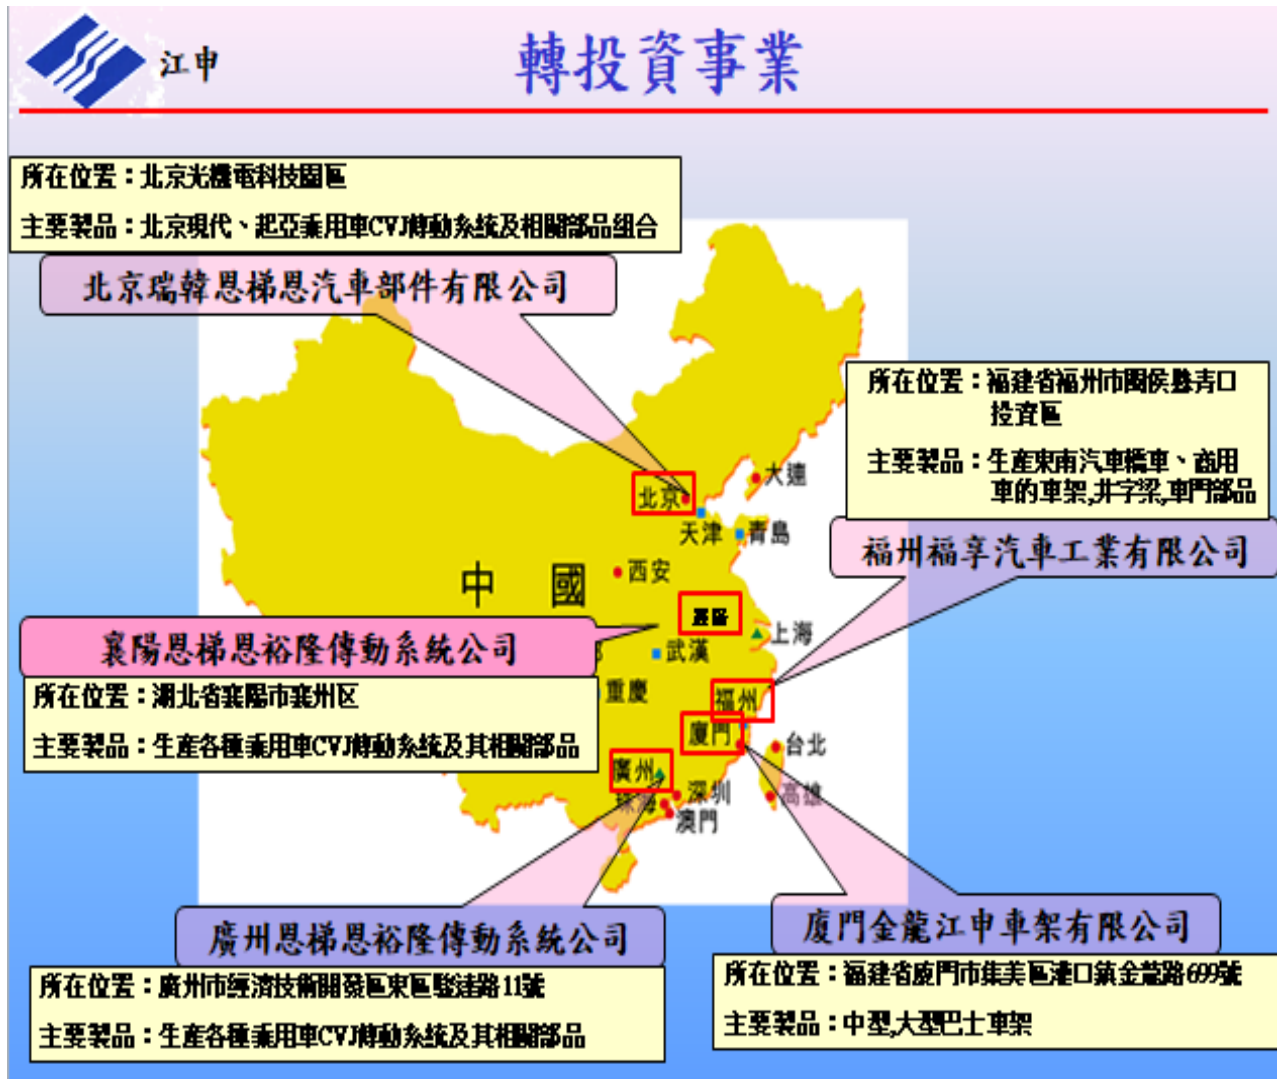 江申
轉投資事業
所在位置：北京光機電科技園區
主要製品：北京現代、起亞乘用車CVJ傳動系統及相關部品組合
北京瑞韓恩梯恩汽車部件有限公司
所在位置：福建省福州市閩侯縣青口
投資區
主要製品：生產東南汽車轎車、商用
車的車架,井字梁,車門部品
福州福享汽車工業有限公司
大連
北京
天津
青島
西安
中國
襄陽
上海
襄陽恩梯恩裕隆傳動系統公司
武漢
所在位置：湖北省襄陽市襄州区
主要製品：生產各種乘用車CVJ傳動系統及其相關部品
重慶
福州
廈門
台北
廣州
深圳
高雄
珠海
澳門
廣州恩梯恩裕隆傳動系統公司
所在位置：廣州市經濟技術開發區東區駿達路11號
主要製品：生產各種乘用車CVJ傳動系統及其相關部品
廈門金龍江申車架有限公司
所在位置：福建省廈門市集美區灌口鎮金龍路699號
主要製品：中型,大型巴士車架